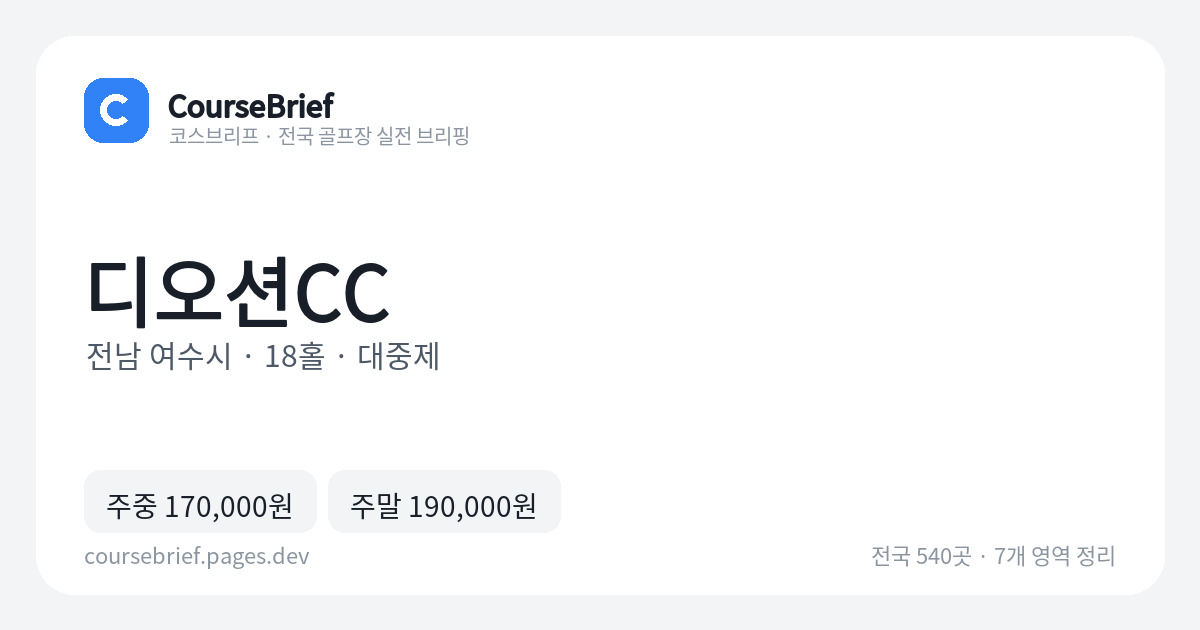 C
CourseBrief
코스브리프 · 전국 골프장 실전 브리핑
디오션CC
전남 여수시 · 18홀 · 대중제
주중 170,000원
주말 190,000원
coursebrief.pages.dev
전국 540곳 · 7개 영역 정리